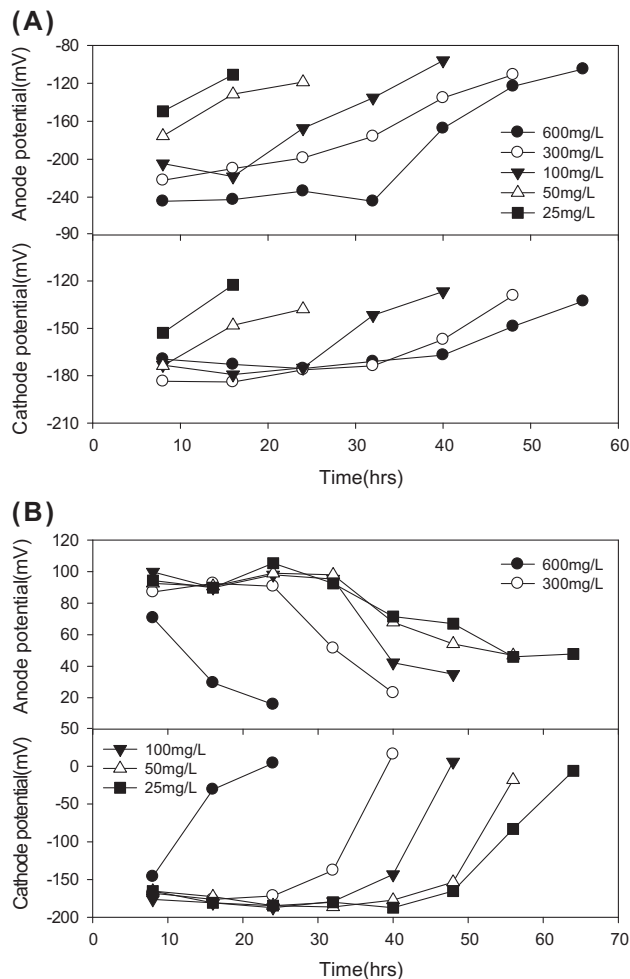 (A)
-80
-120
-160
-200
-240
-90
Anode potential(mV)
600mg/L
300mg/L
100mg/L
50mg/L
25mg/L
-120
-150
-180
-210
Cathode potential(mV)
0 10 20 30 40 50 60
Time(hrs)
(B)
120
100
80
60
40
20
50
Anode potential(mV)
600mg/L
300mg/L
100mg/L
50mg/L
25mg/L
0
-50
-100
-150
-200
Cathode potential(mV)
0 10 20 30 40 50 60 70
Time(hrs)